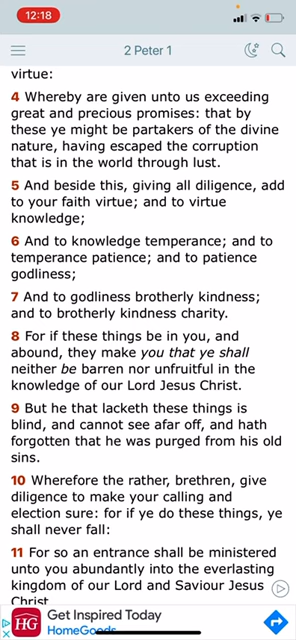 12:18
2 Peter 1
virtue:
4 Whereby are given unto us exceeding
great and precious promises: that by
these ye might be partakers of the divine
nature, having escaped the corruption
that is in the world through lust.
5 And beside this, giving all diligence, add
to your faith virtue; and to virtue
knowledge;
6 And to knowledge temperance; and to
temperance patience; and to patience
godliness;
7 And to godliness brotherly kindness;
and to brotherly kindness charity.
8 For if these things be in you, and
abound, they make you that ye shall
neither be barren nor unfruitful in the
knowledge of our Lord Jesus Christ.
9 But he that lacketh these things is
blind, and cannot see afar off, and hath
forgotten that he was purged from his old
sins.
10 Wherefore the rather, brethren, give
diligence to make your calling and
election sure: for if ye do these things, ye
shall never fall:
11 For so an entrance shall be ministered
unto you abundantly into the everlasting
kingdom of our Lord and Saviour Jesus
Christ
HG
Get Inspired Today
HomeGoods